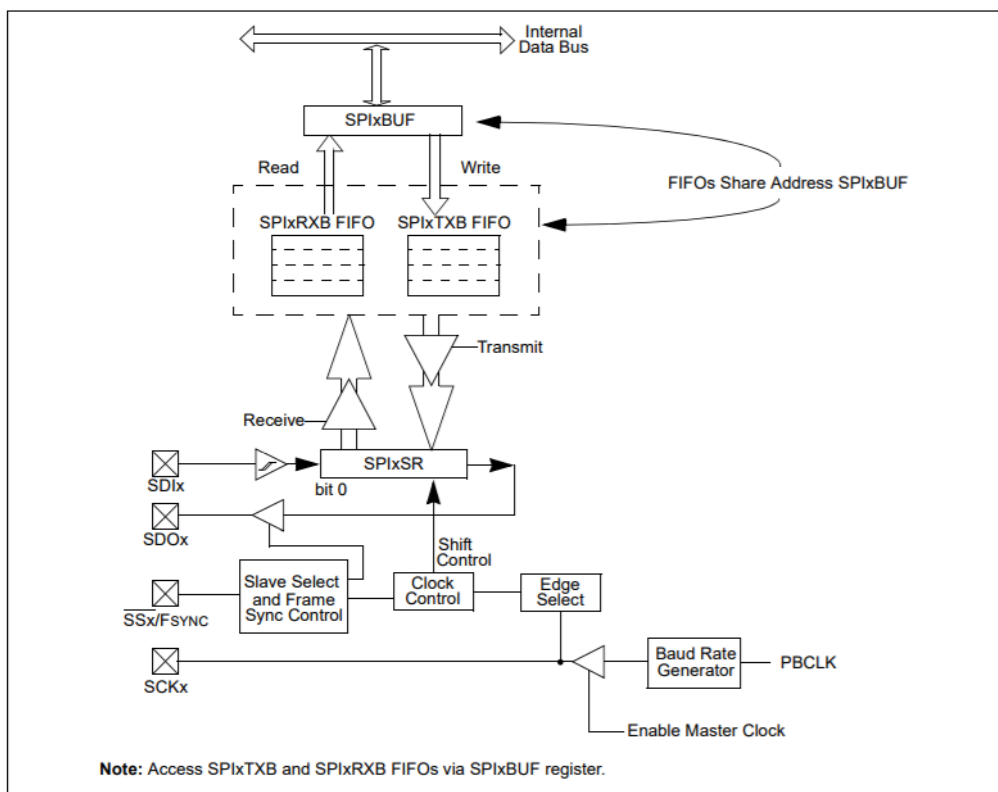 Internal
Data Bus
SPIxBUF
Read
Write
FIFOs Share Address SPIxBUF
SPIxRXB FIFO
SPIxTXB FIFO
Transmit
Receive
SPIxSR
bit 0
SDIx
SDOx
Shift
Control
Slave Select
and Frame
Sync Control
Clock
Control
Edge
Select
SSx/FSYNC
Baud Rate
Generator
PBCLK
SCKx
Enable Master Clock
Note: Access SPIxTXB and SPIxRXB FIFOs via SPIxBUF register.